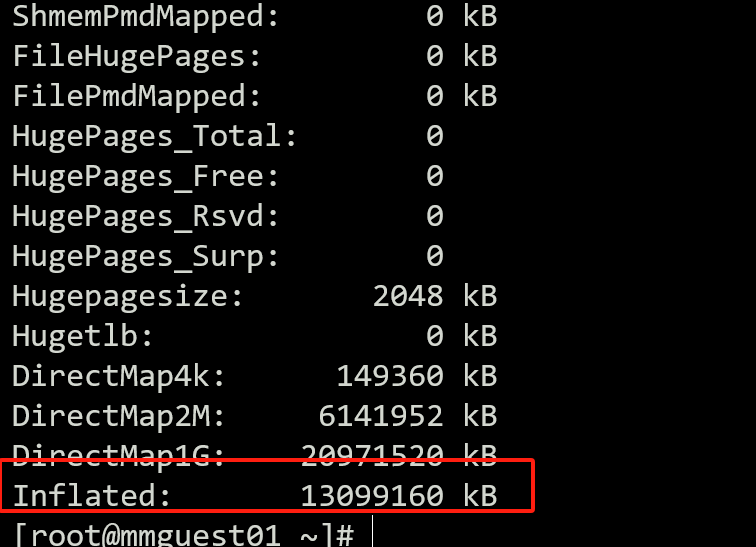 ShmemPmdMapped:        0 kB
FileHugePages:         0 kB
FilePmdMapped:         0 kB
HugePages_Total:       0
HugePages_Free:        0
HugePages_Rsvd:        0
HugePages_Surp:        0
Hugepagesize:       2048 kB
Hugetlb:               0 kB
DirectMap4k:      149360 kB
DirectMap2M:     6141952 kB
DirectMap1G:    20971520 kB
Inflated:       13099160 kB
[root@mmguest01 ~]#